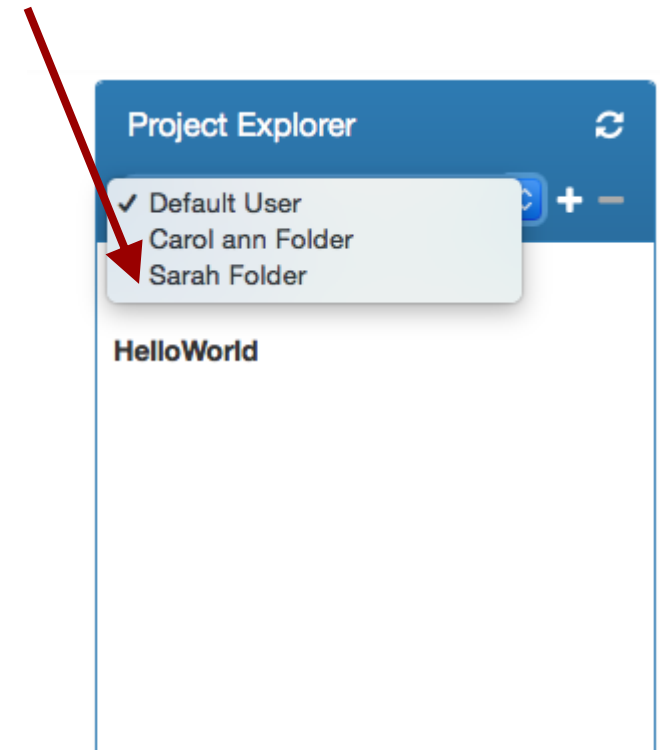 Project Explorer
✓ Default User
Carol ann Folder
Sarah Folder
HelloWorld